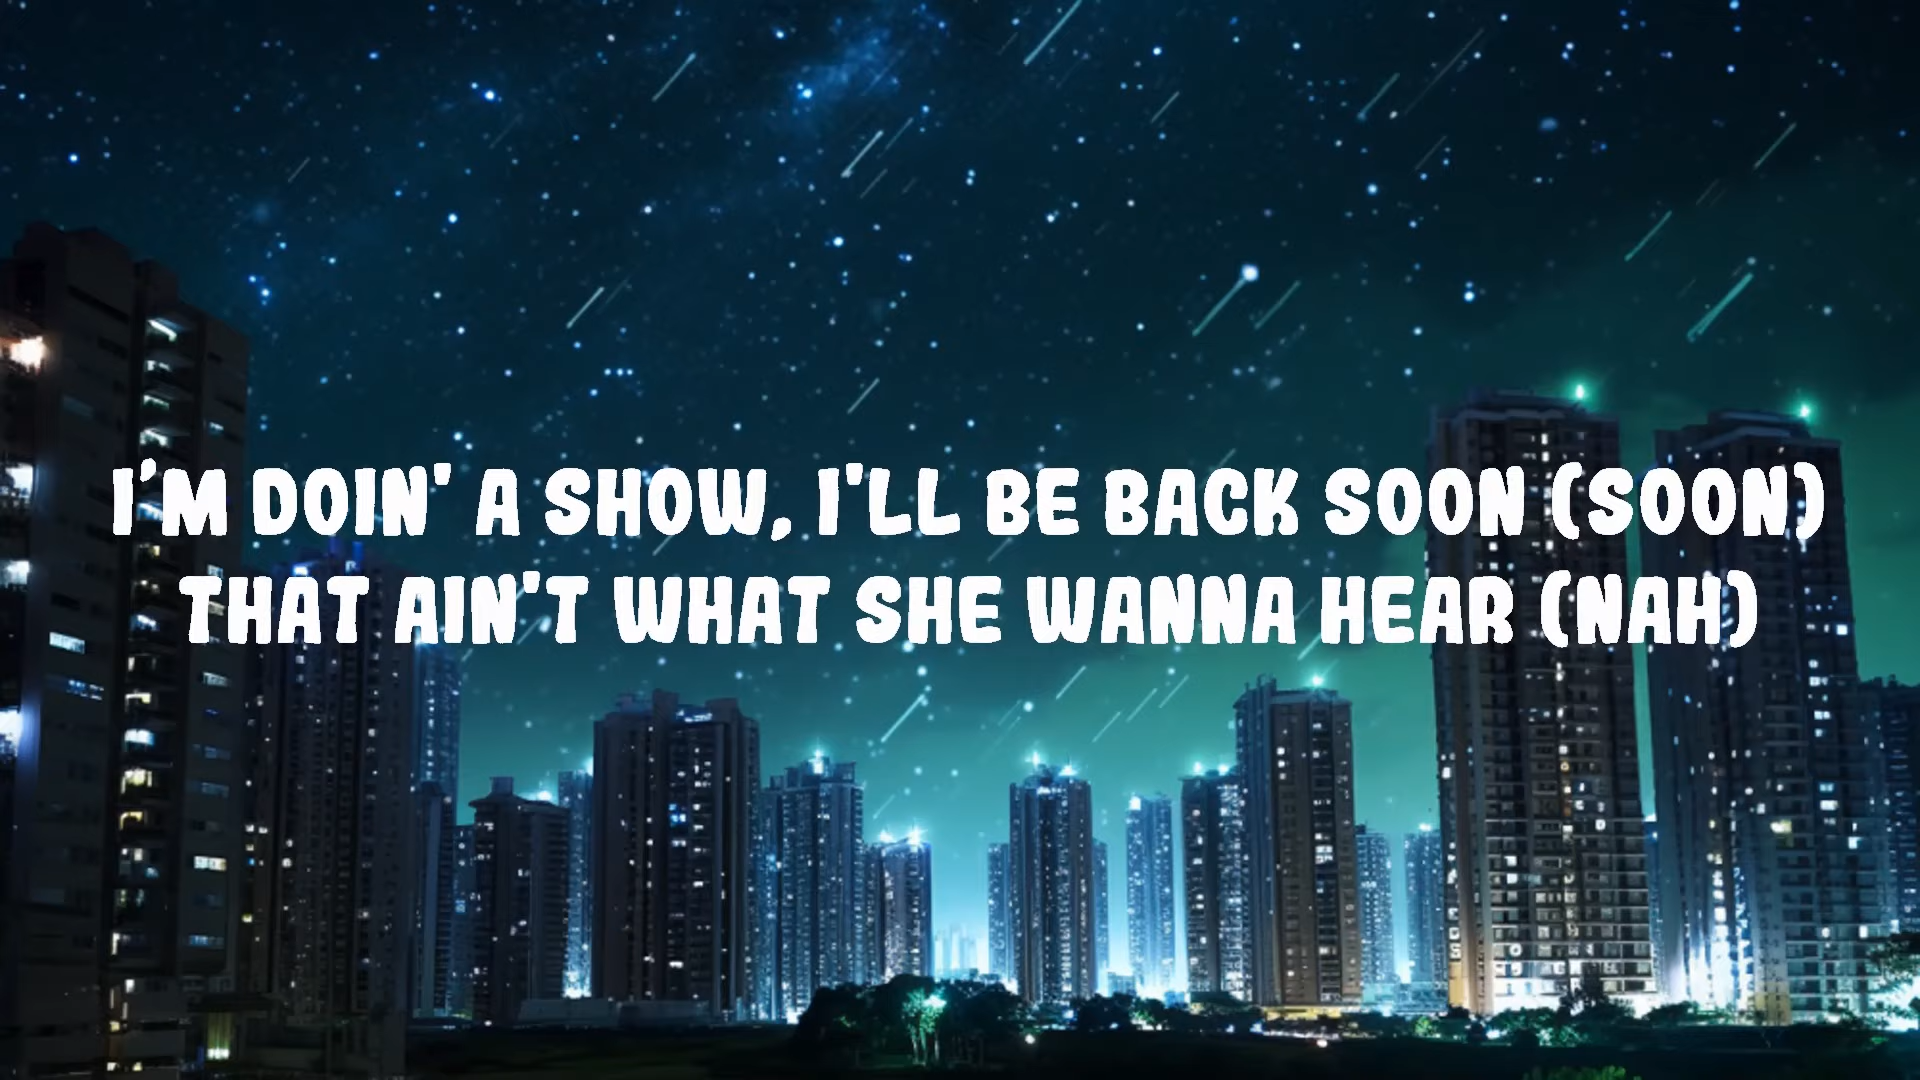 I'M DOIN' A SHOW, I'LL BE BACK SOON (SOON)
THAT AIN'T WHAT SHE WANNA HEAR (NAH)